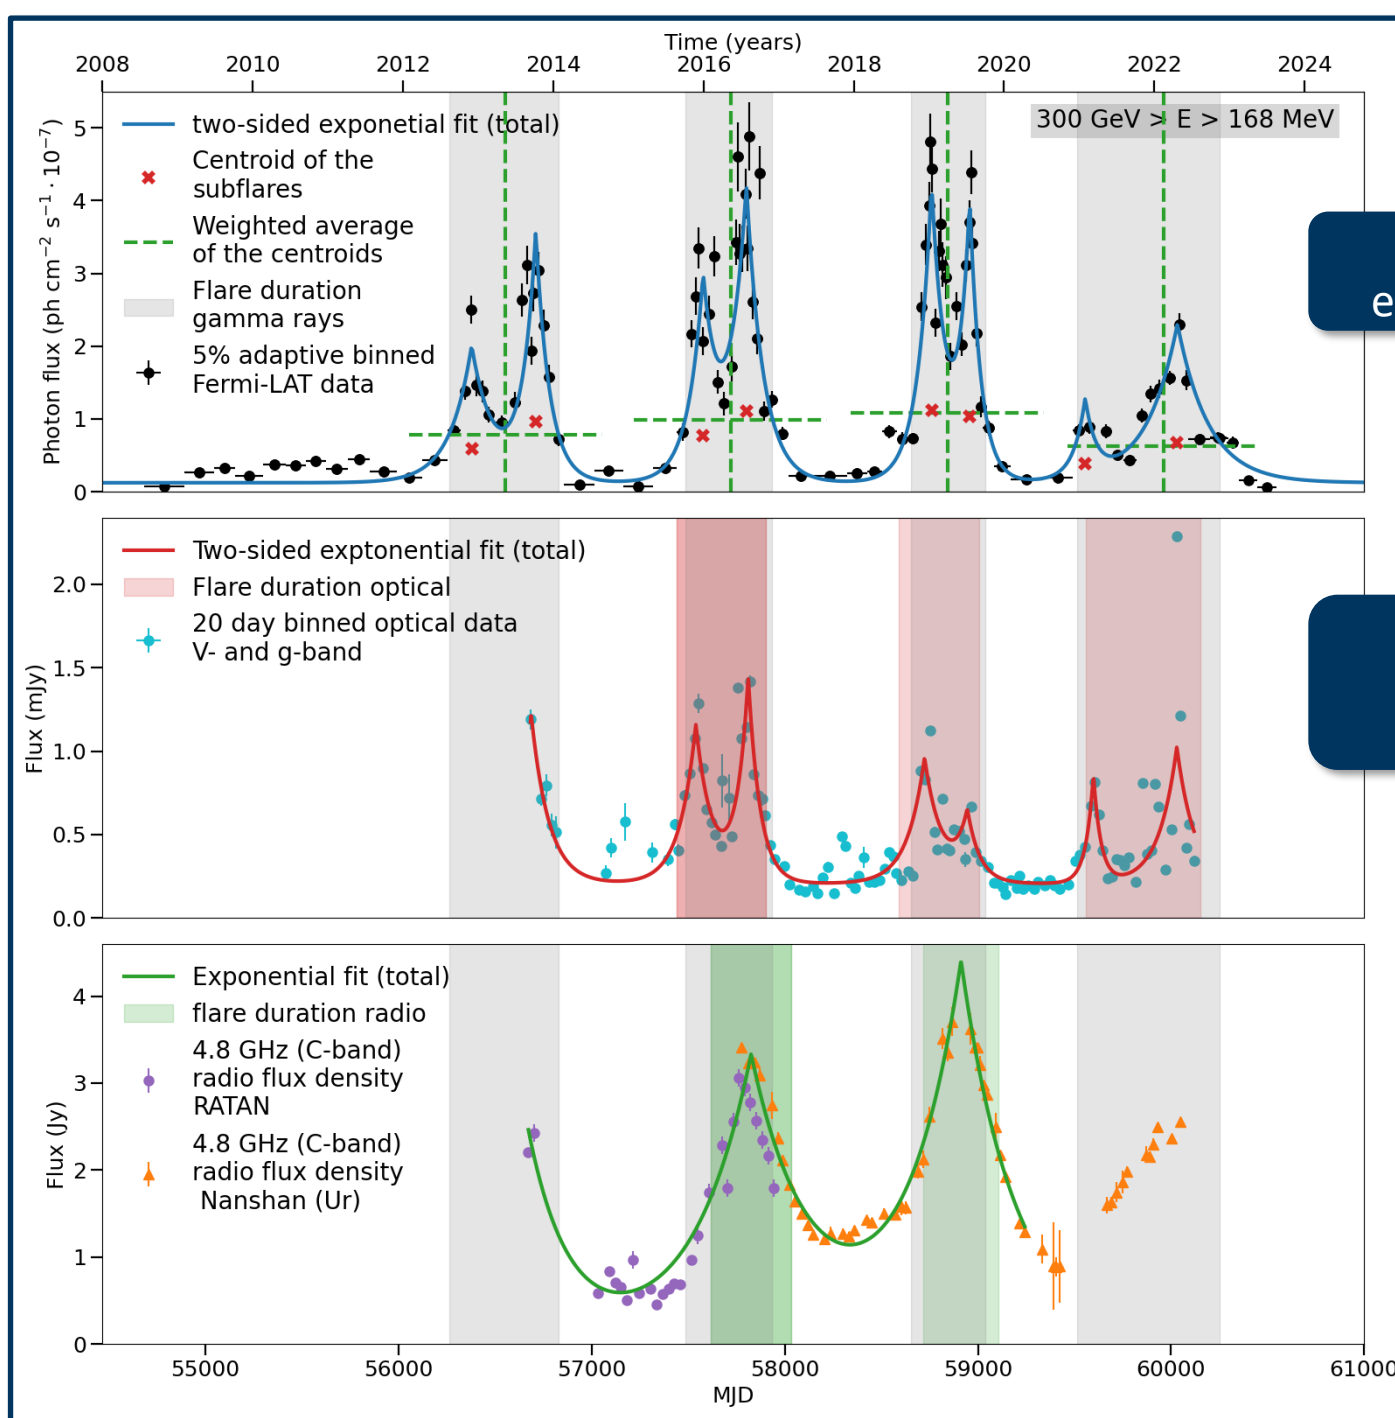 Time (years)
2008 2010 2012 2014 2016 2018 2020 2022 2024
Photon flux (ph cm⁻² s⁻¹ · 10⁻⁷)
5
4
3
2
1
0
two-sided exponetial fit (total)
Centroid of the
subflares
Weighted average
of the centroids
Flare duration
gamma rays
5% adaptive binned
Fermi-LAT data
300 GeV > E > 168 MeV
e
Flux (mJy)
2.0
1.5
1.0
0.5
0.0
Two-sided exptonential fit (total)
Flare duration optical
20 day binned optical data
V- and g-band
Flux (Jy)
4
3
2
1
0
Exponential fit (total)
flare duration radio
4.8 GHz (C-band)
radio flux density
RATAN
4.8 GHz (C-band)
radio flux density
Nanshan (Ur)
55000 56000 57000 58000 59000 60000 61000
MJD